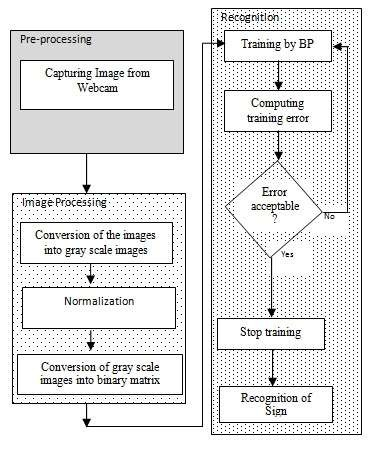 Pre-processing
Capturing Image from
Webcam
Image Processing
Conversion of the images
into gray scale images
Normalization
Conversion of gray scale
images into binary matrix
Recognition
Training by BP
Computing
training error
Error
acceptable
?
No
Yes
Stop training
Recognition of
Sign